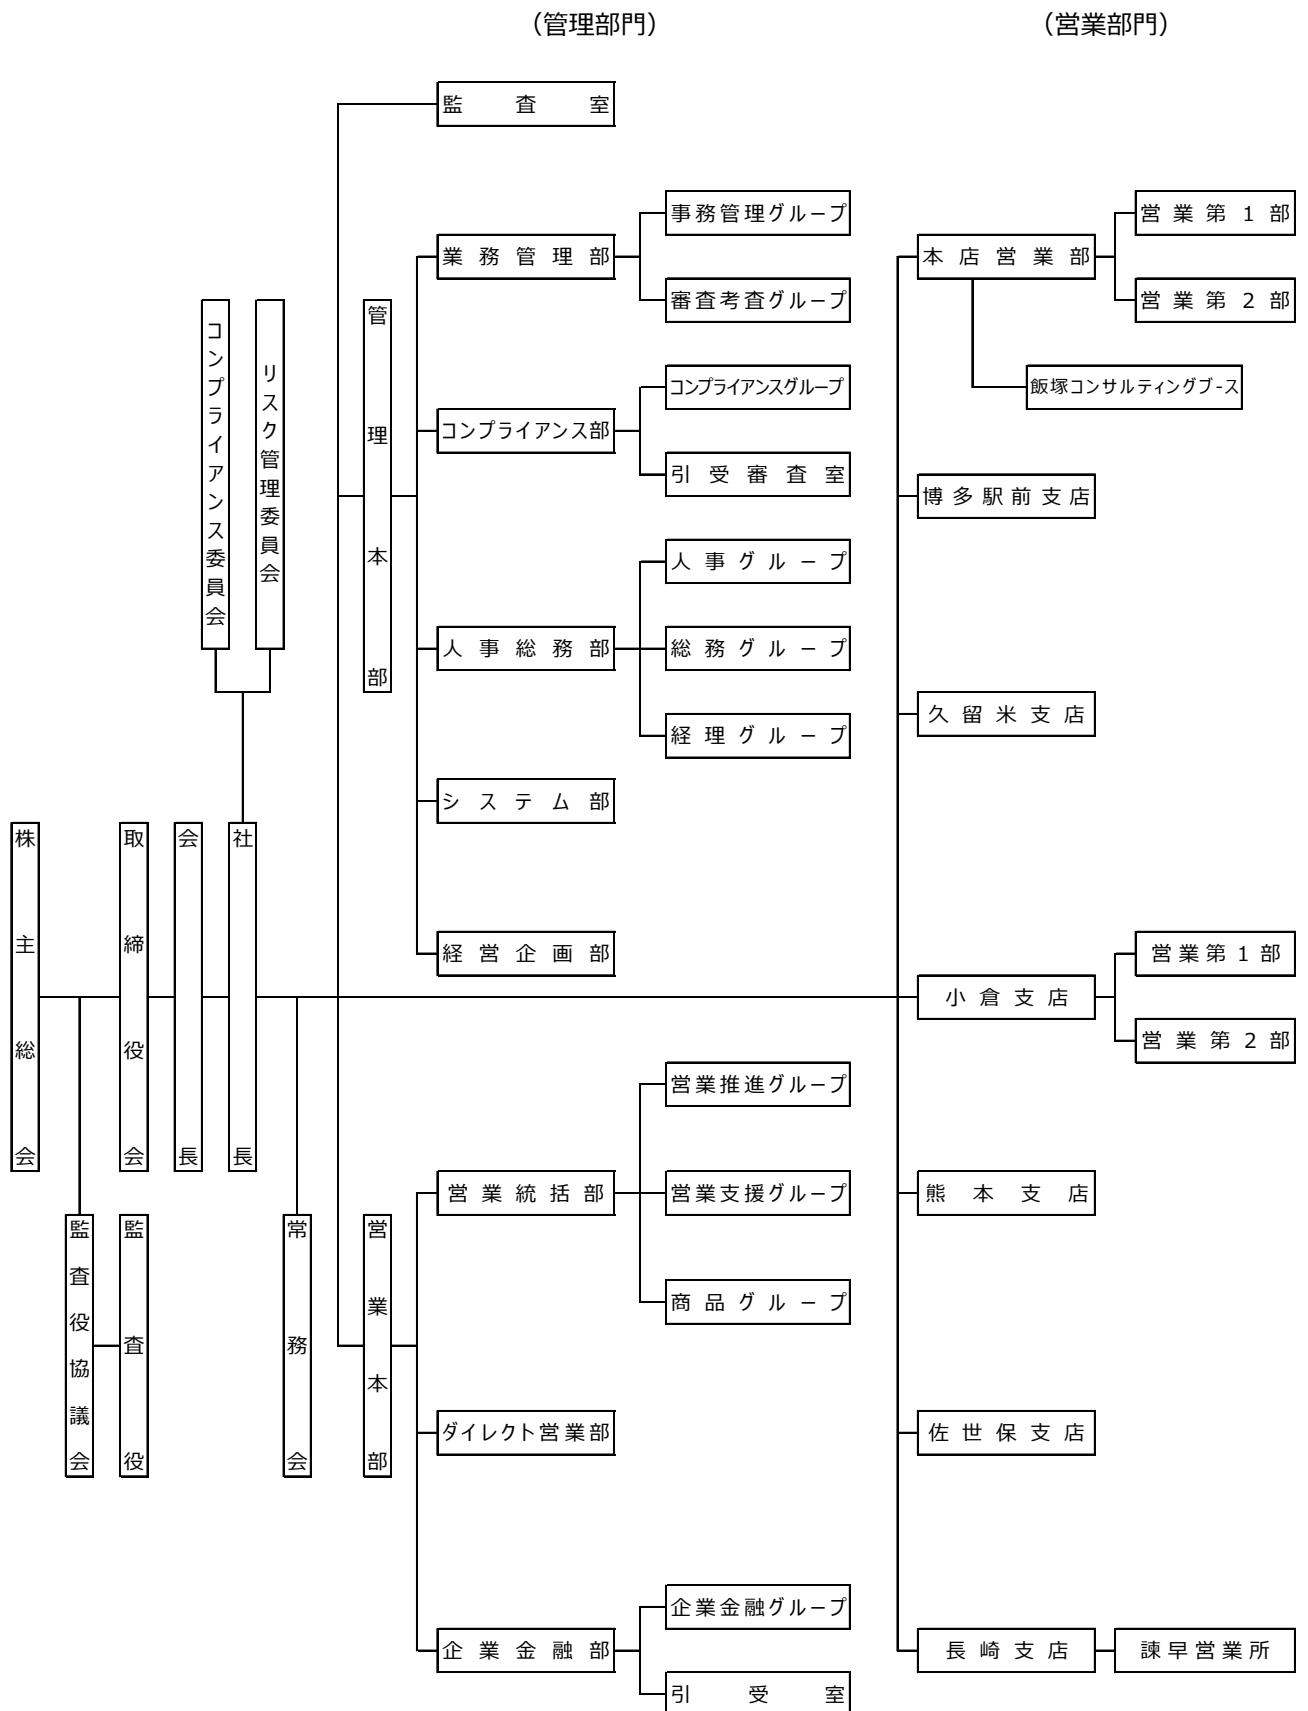 （管理部門）
（営業部門）
監査室
事務管理グループ
営業第1部
業務管理部
本店営業部
審査考査グループ
営業第2部
コンプライアンス委員会
リスク管理委員会
管理本部
コンプライアンスグループ
飯塚コンサルティングブ-ス
コンプライアンス部
引受審査室
博多駅前支店
人事グループ
人事総務部
総務グループ
経理グループ
久留米支店
システム部
株主総会
取締役会
会長
社長
経営企画部
営業第1部
小倉支店
営業第2部
営業推進グループ
営業統括部
営業支援グループ
熊本支店
監査役協議会
監査役
常務会
営業本部
商品グループ
ダイレクト営業部
佐世保支店
企業金融グループ
企業金融部
長崎支店
諫早営業所
引受室